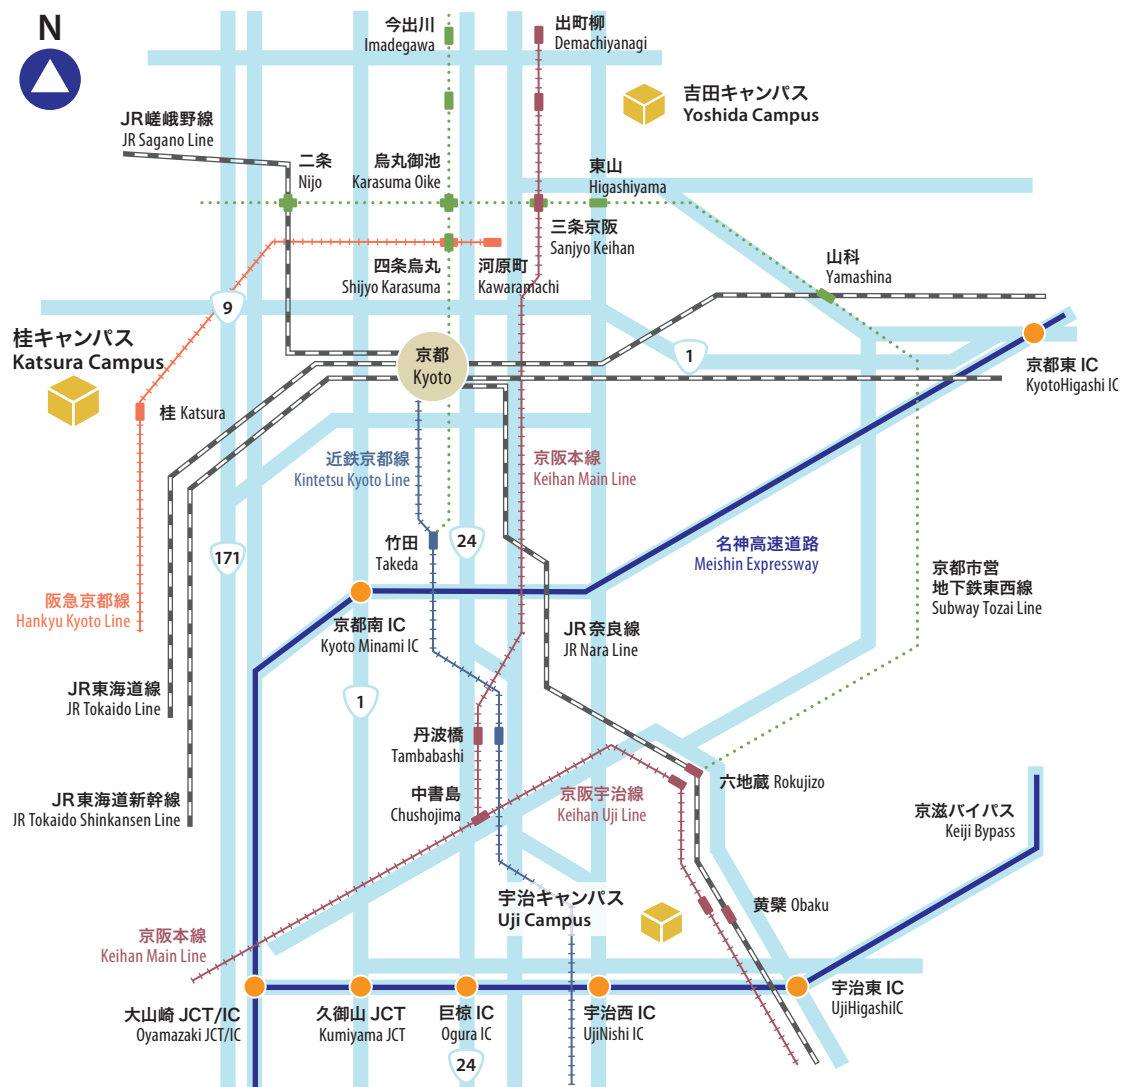 N
今出川
Imadegawa
出町柳
Demachiyanagi
吉田キャンパス
Yoshida Campus
JR嵯峨野線
JR Sagano Line
二条
Nijo
烏丸御池
Karasuma Oike
東山
Higashiyama
三条京阪
Sanjyo Keihan
四条烏丸
Shijyo Karasuma
河原町
Kawaramachi
山科
Yamashina
9
桂キャンパス
Katsura Campus
京都
Kyoto
1
京都東 IC
KyotoHigashi IC
桂 Katsura
近鉄京都線
Kintetsu Kyoto Line
京阪本線
Keihan Main Line
171
竹田
Takeda
24
名神高速道路
Meishin Expressway
京都市営
地下鉄東西線
Subway Tozai Line
阪急京都線
Hankyu Kyoto Line
京都南 IC
Kyoto Minami IC
JR奈良線
JR Nara Line
JR東海道線
JR Tokaido Line
1
丹波橋
Tambabashi
六地蔵 Rokujizo
中書島
Chushojima
京阪宇治線
Keihan Uji Line
JR東海道新幹線
JR Tokaido Shinkansen Line
京滋バイパス
Keiji Bypass
宇治キャンパス
Uji Campus
黄檗 Obaku
京阪本線
Keihan Main Line
大山崎 JCT/IC
Oyamazaki JCT/IC
久御山 JCT
Kumiyama JCT
巨椋 IC
Ogura IC
宇治西 IC
UjiNishi IC
宇治東 IC
UjiHigashiIC
24